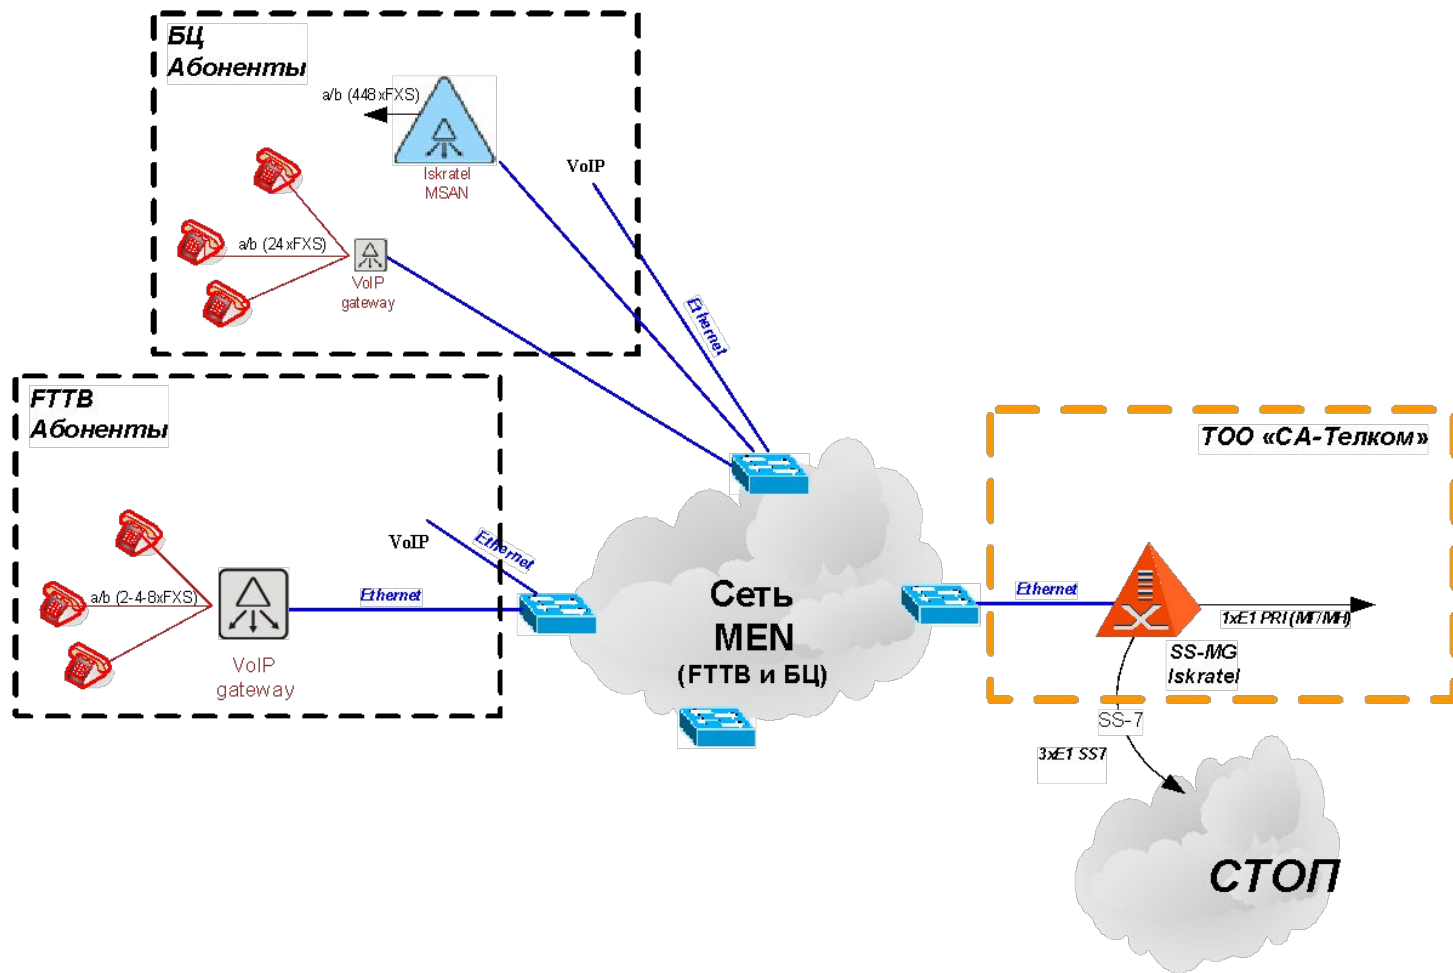 БЦ
Абоненты
a/b (448xFXS)
Iskratel
MSAN
VoIP
a/b (24xFXS)
VoIP
gateway
Ethernet
FTTB
Абоненты
VoIP
Ethernet
a/b (2-4-8xFXS)
Ethernet
VoIP
gateway
Сеть
MEN
(FTTB и БЦ)
ТОО «СА-Телком»
Ethernet
1xE1 PRI (МГ/МН)
SS-MG
Iskratel
SS-7
3xE1 SS7
СТОП